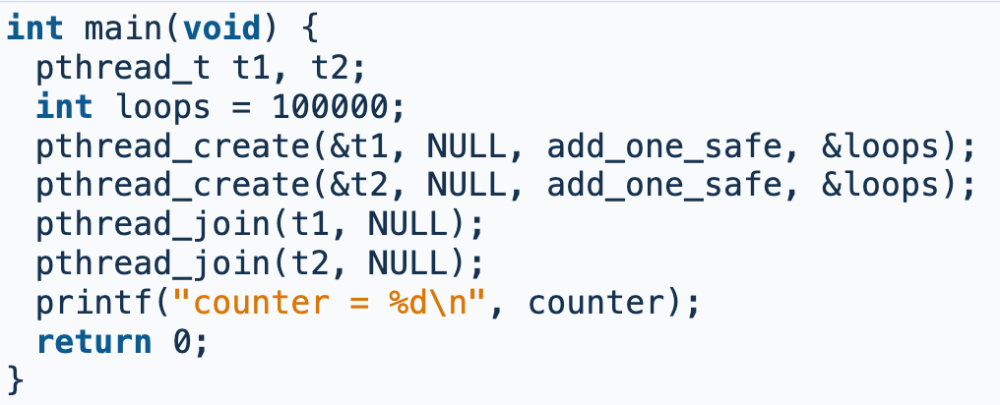 int main(void) {
  pthread_t t1, t2;
  int loops = 100000;
  pthread_create(&t1, NULL, add_one_safe, &loops);
  pthread_create(&t2, NULL, add_one_safe, &loops);
  pthread_join(t1, NULL);
  pthread_join(t2, NULL);
  printf("counter = %d\n", counter);
  return 0;
}